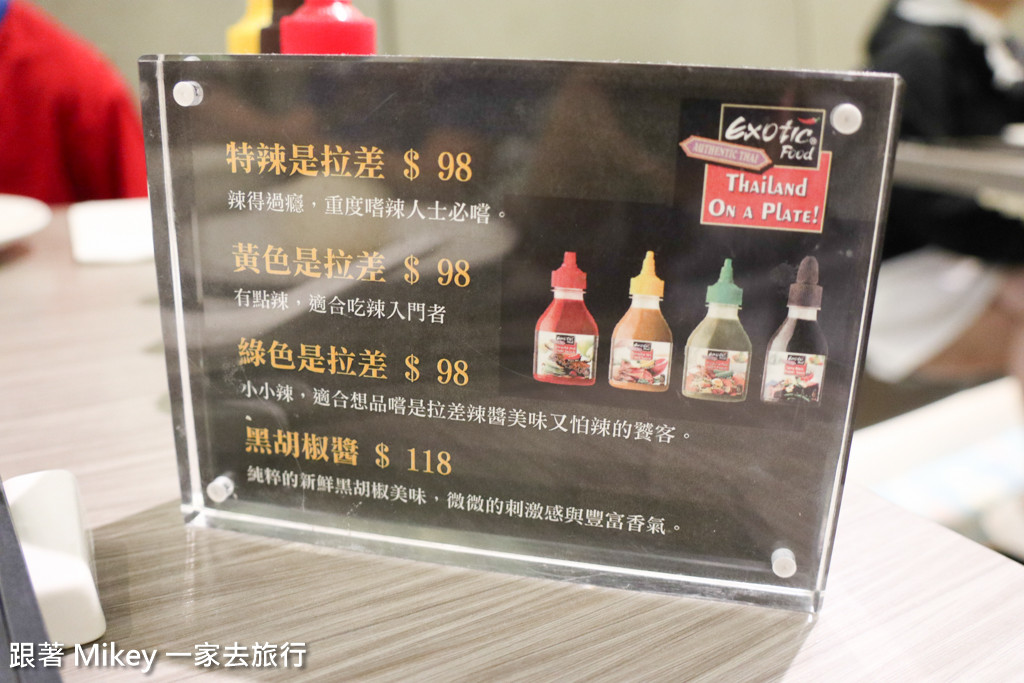 特辣是拉差 $ 98
辣得過癮，重度嗜辣人士必嚐。
黃色是拉差 $ 98
有點辣，適合吃辣入門者
綠色是拉差 $ 98
小小辣，適合想品嚐是拉差辣醬美味又怕辣的饕客。
黑胡椒醬 $ 118
純粹的新鮮黑胡椒美味，微微的刺激感與豐富香氣。
Exotic
Food
AUTHENTIC THAI
THAILAND
ON A PLATE!
跟著 Mikey 一家去旅行